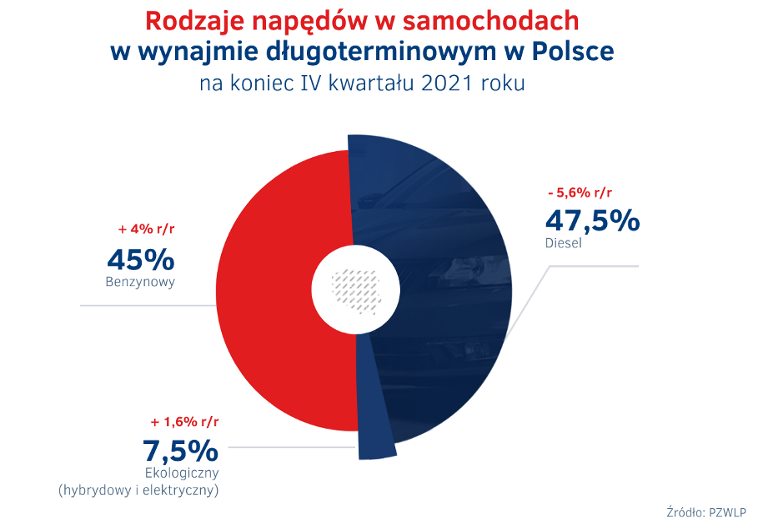 Rodzaje napędów w samochodach
w wynajmie długoterminowym w Polsce
na koniec IV kwartału 2021 roku
- 5,6% r/r
47,5%
Diesel
+ 4% r/r
45%
Benzynowy
+ 1,6% r/r
7,5%
Ekologiczny
(hybrydowy i elektryczny)
Źródło: PZWLP